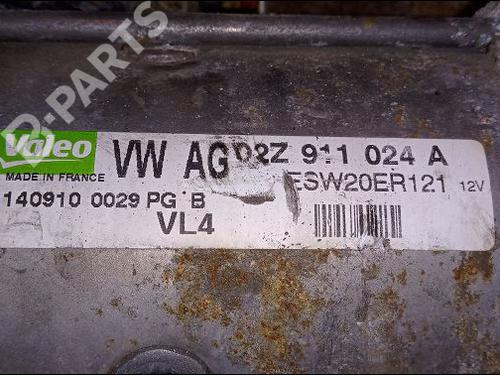 B-PARTS
Valeo
VW AG 02Z 911 024 A
MADE IN FRANCE
ESW20ER121 12V
140910 0029 PG B
VL4